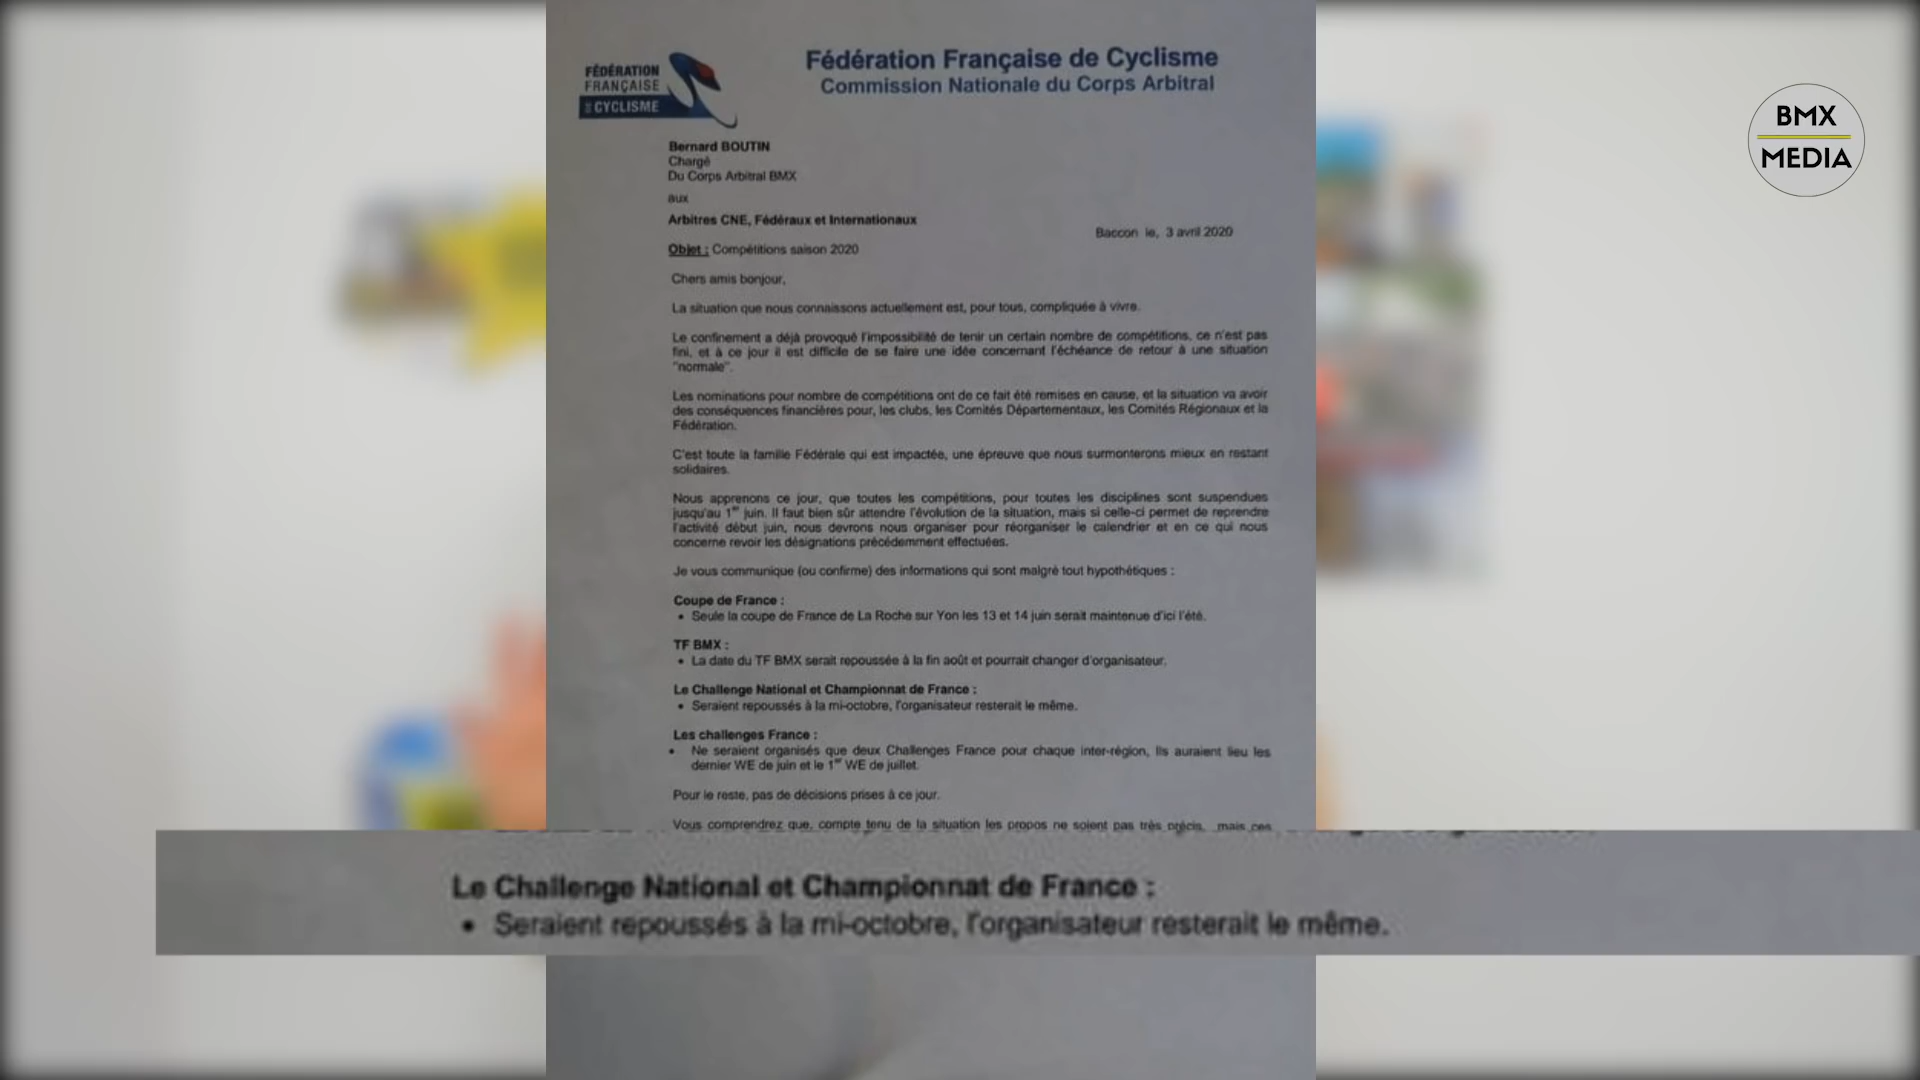 FÉDÉRATION
FRANÇAISE
DE CYCLISME
Fédération Française de Cyclisme
Commission Nationale du Corps Arbitral
BMX
MEDIA
Bernard BOUTIN
Chargé
Du Corps Arbitral BMX
aux
Arbitres CNE, Fédéraux et Internationaux
Baccon le, 3 avril 2020
Objet : Compétitions saison 2020
Chers amis bonjour,
La situation que nous connaissons actuellement est, pour tous, compliquée à vivre.
Le confinement a déjà provoqué l'impossibilité de tenir un certain nombre de compétitions, ce n'est pas
fini, et à ce jour il est difficile de se faire une idée concernant l'échéance de retour à une situation
"normale".
Les nominations pour nombre de compétitions ont de ce fait été remises en cause, et la situation va avoir
des conséquences financières pour, les clubs, les Comités Départementaux, les Comités Régionaux et la
Fédération.
C'est toute la famille Fédérale qui est impactée, une épreuve que nous surmonterons mieux en restant
solidaires.
Nous apprenons ce jour, que toutes les compétitions, pour toutes les disciplines sont suspendues
jusqu'au 1er juin. Il faut bien sûr attendre l'évolution de la situation, mais si celle-ci permet de reprendre
l'activité début juin, nous devrons nous organiser pour réorganiser le calendrier et en ce qui nous
concerne revoir les désignations précédemment effectuées.
Je vous communique (ou confirme) des informations qui sont malgré tout hypothétiques :
Coupe de France :
• Seule la coupe de France de La Roche sur Yon les 13 et 14 juin serait maintenue d'ici l'été.
TF BMX :
• La date du TF BMX serait repoussée à la fin août et pourrait changer d'organisateur.
Le Challenge National et Championnat de France :
• Seraient repoussés à la mi-octobre, l'organisateur resterait le même.
Les challenges France :
• Ne seraient organisés que deux Challenges France pour chaque inter-région, Ils auraient lieu les
dernier WE de juin et le 1er WE de juillet.
Pour le reste, pas de décisions prises à ce jour.
Vous comprendrez que, compte tenu de la situation les propos ne soient pas très précis, mais ces
Le Challenge National et Championnat de France :
• Seraient repoussés à la mi-octobre, l'organisateur resterait le même.